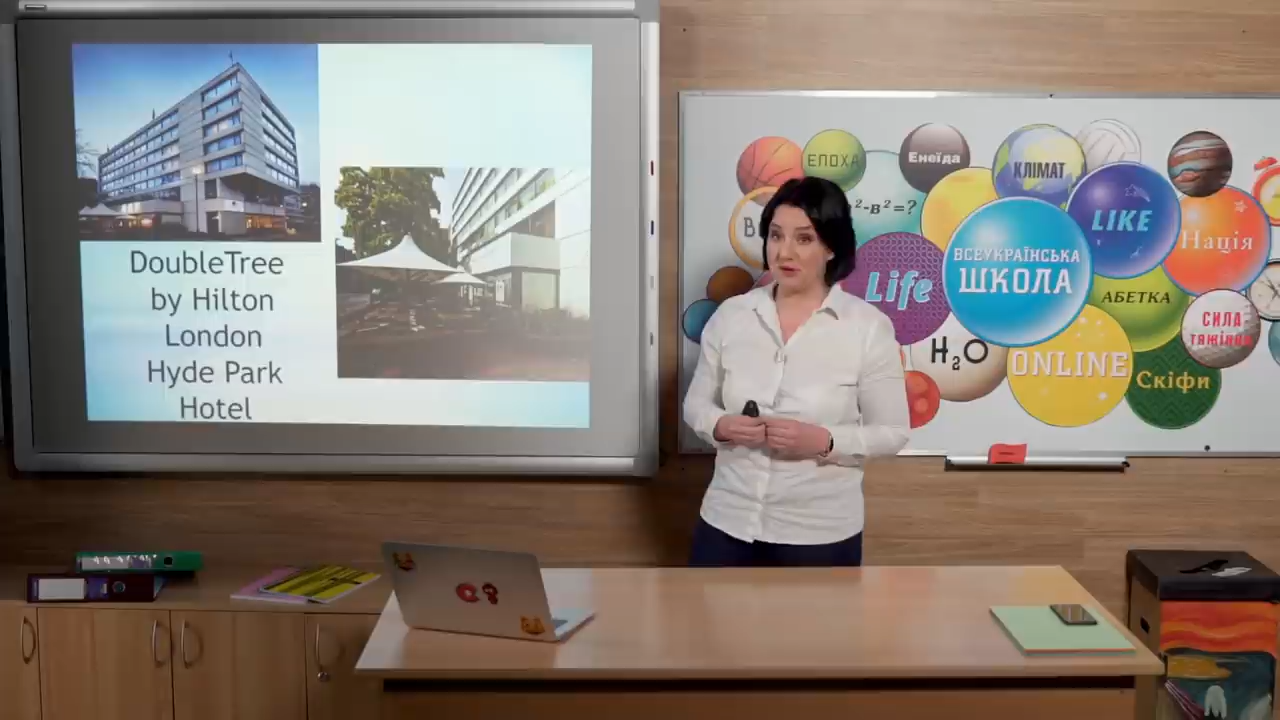 DoubleTree
by Hilton
London
Hyde Park
Hotel
ЕПОХА
Енеїда
КЛІМАТ
LIKE
Нація
Life
ВСЕУКРАЇНСЬКА
ШКОЛА
АБЕТКА
СИЛА
тяжіння
H₂O
ONLINE
Скіфи